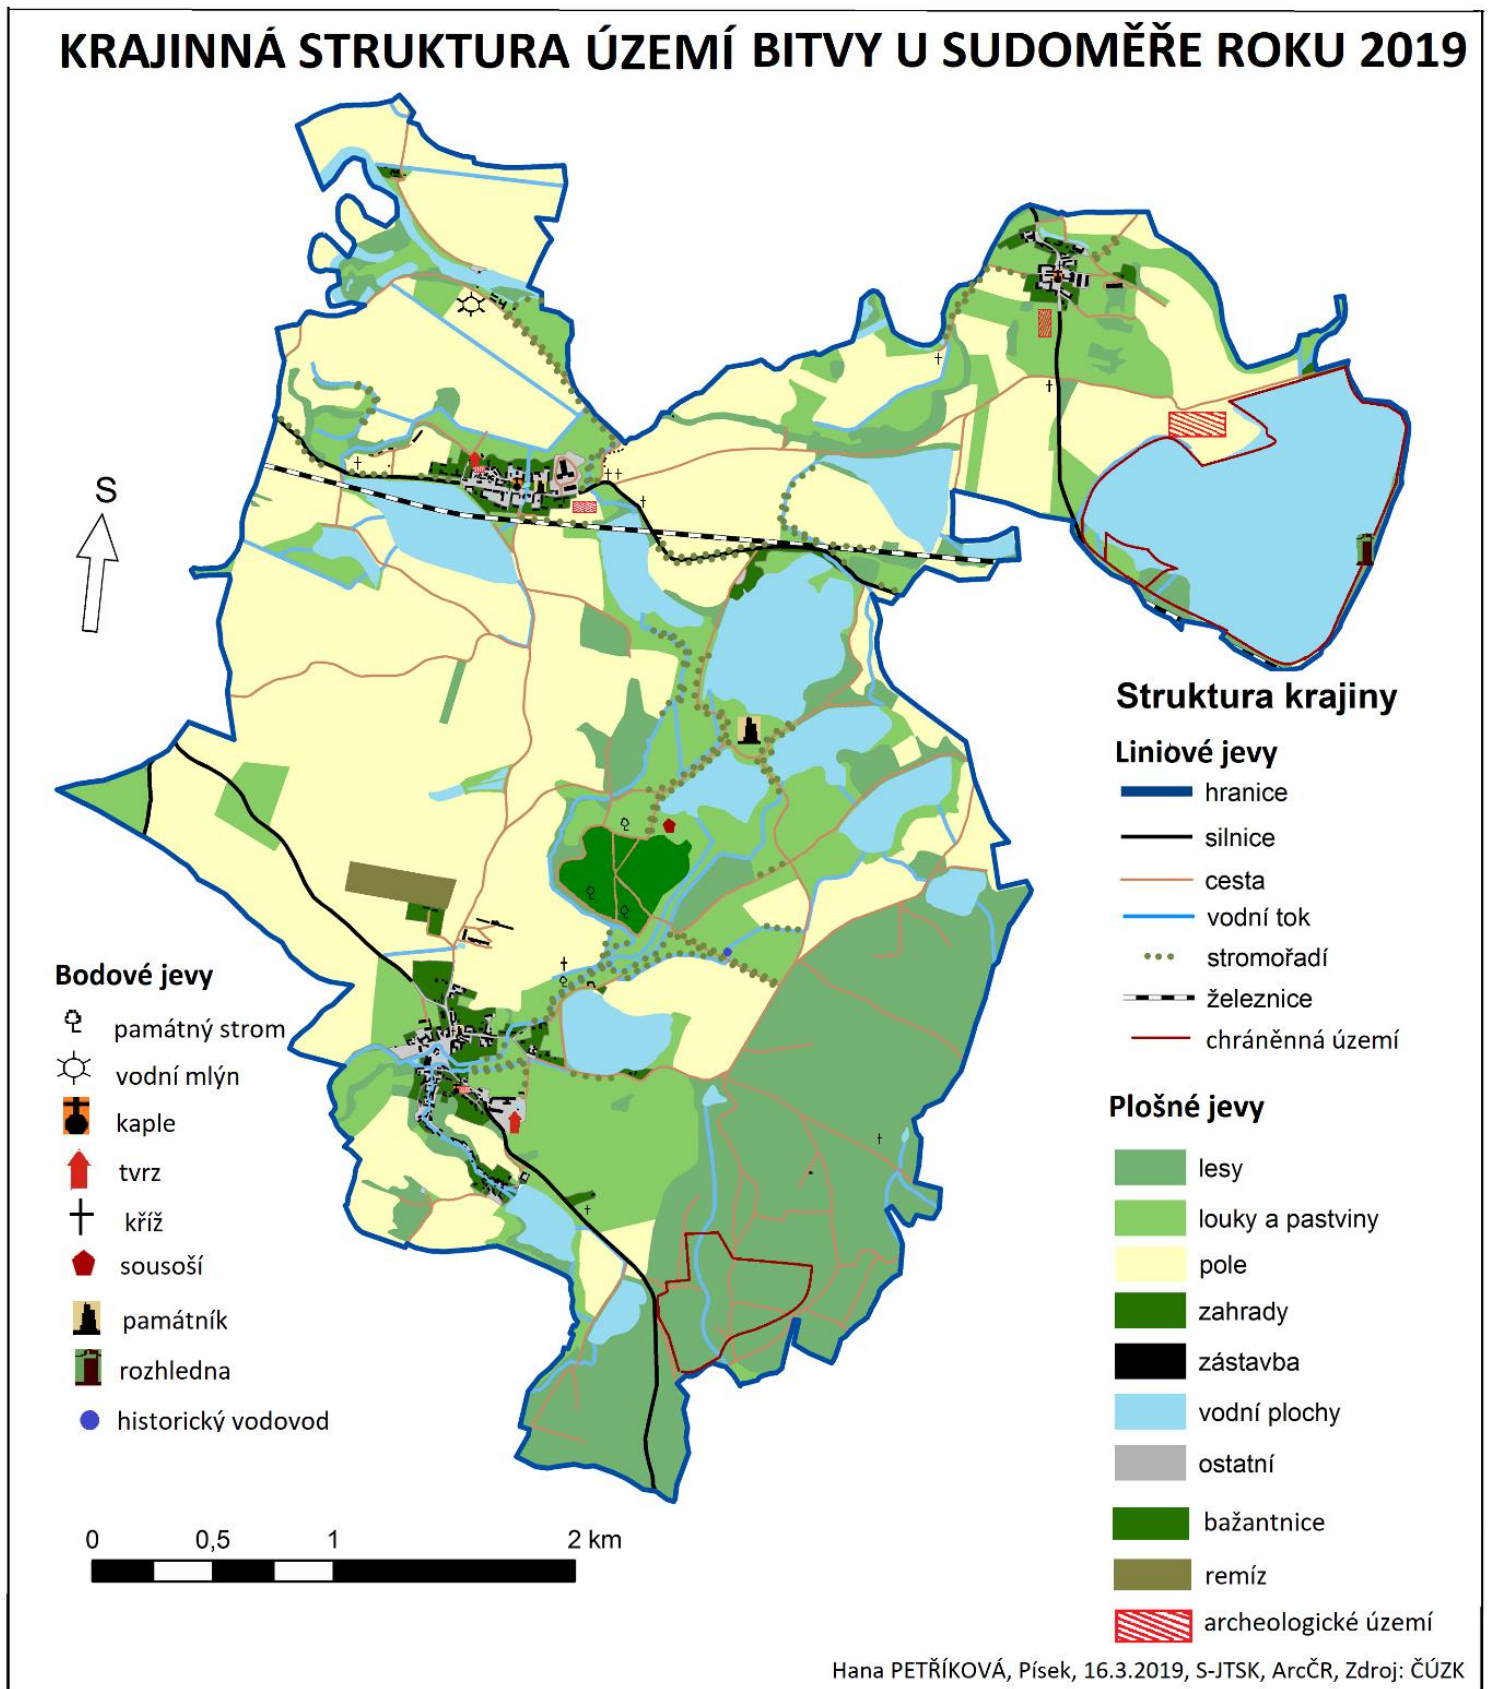 KRAJINNÁ STRUKTURA ÚZEMÍ BITVY U SUDOMĚŘE ROKU 2019
S
Struktura krajiny
Liniové jevy
hranice
silnice
cesta
vodní tok
stromořadí
železnice
chráněnná území
Bodové jevy
památný strom
vodní mlýn
kaple
tvrz
kříž
sousoší
památník
rozhledna
historický vodovod
Plošné jevy
lesy
louky a pastviny
pole
zahrady
zástavba
vodní plochy
ostatní
bažantnice
remíz
archeologické území
0 0,5 1 2 km
Hana PETŘÍKOVÁ, Písek, 16.3.2019, S-JTSK, ArcČR, Zdroj: ČÚZK